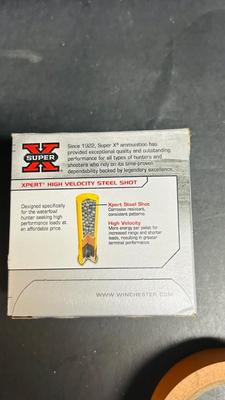 SUPER
X
Since 1922, Super X® ammunition has
provided exceptional quality and outstanding
performance for all types of hunters and
shooters who rely on its time-proven
dependability backed by legendary excellence.
XPERT® HIGH VELOCITY STEEL SHOT
Designed specifically
for the waterfowl
hunter seeking high
performance loads at
an affordable price.
Xpert Steel Shot
Corrosion resistant,
consistent patterns
High Velocity
More energy per pellet for
increased range and shorter
leads, resulting in greater
terminal performance
WWW.WINCHESTER.COM